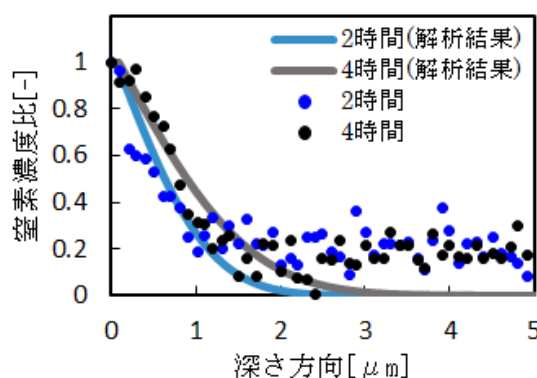 2時間(解析結果)
4時間(解析結果)
2時間
4時間
窒素濃度比[-]
1
0.8
0.6
0.4
0.2
0
0 1 2 3 4 5
深さ方向[μm]